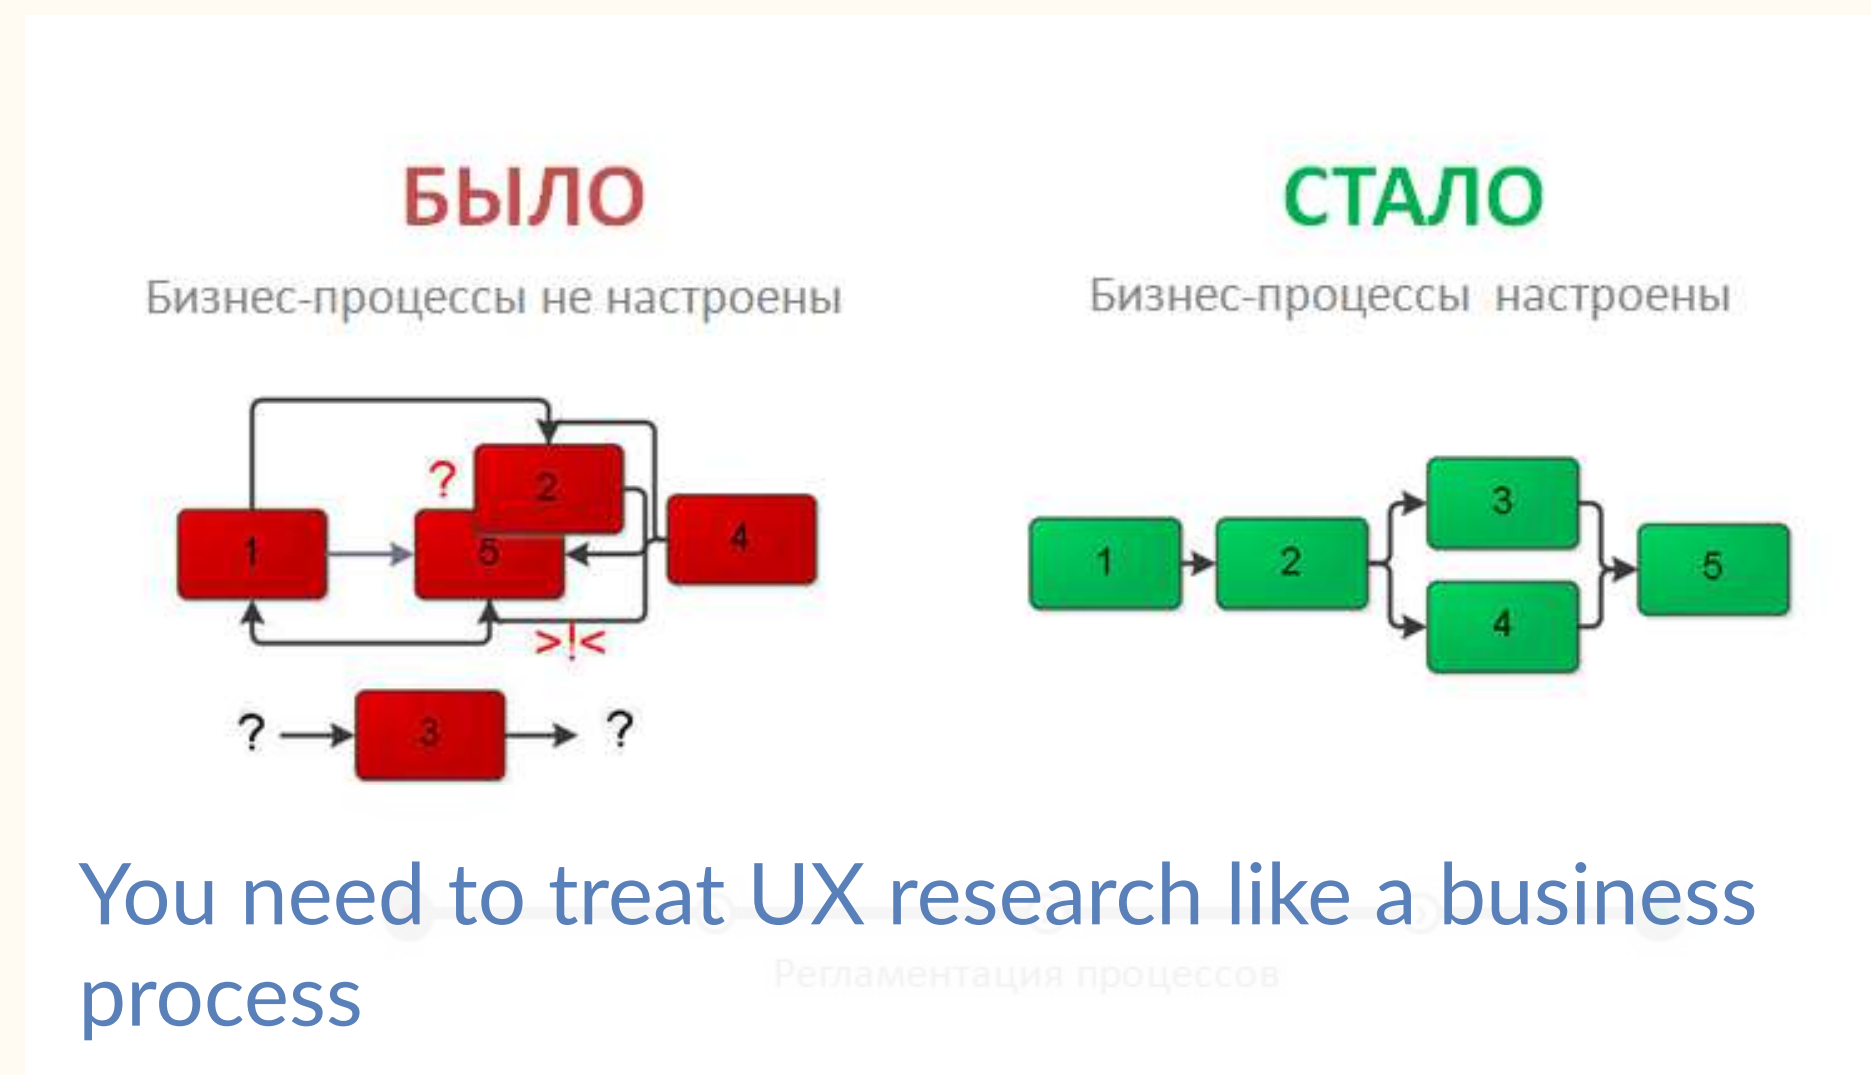 БЫЛО
Бизнес-процессы не настроены
?
2
1
5
4
>!<
?
3
?
СТАЛО
Бизнес-процессы настроены
3
1
2
5
4
You need to treat UX research like a business
process
Регламентация процессов